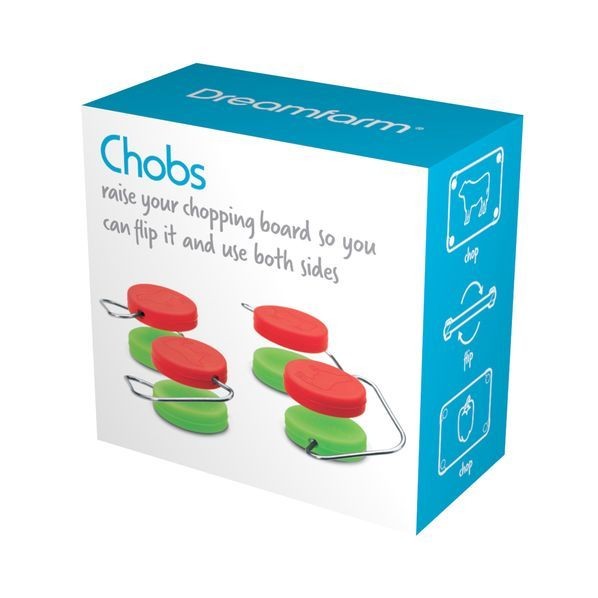 Dreamfarm®
Chobs
raise your chopping board so you
can flip it and use both sides
chop
flip
chop